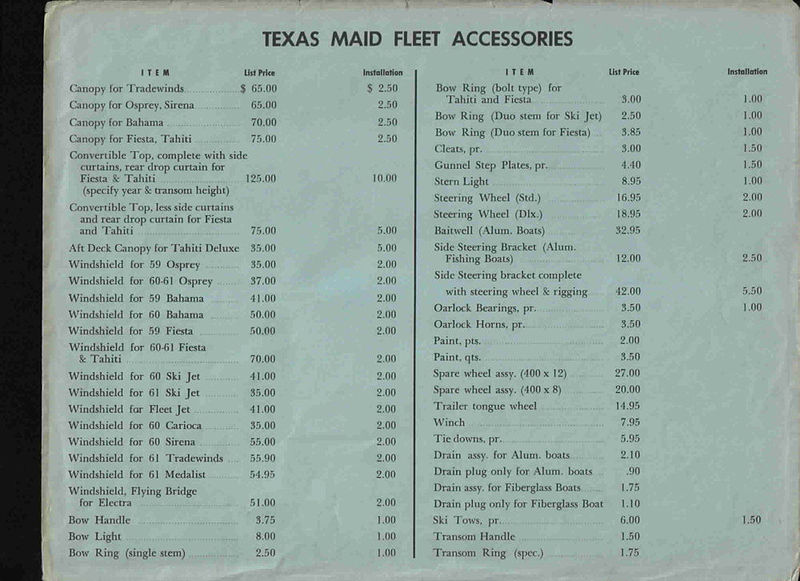 TEXAS MAID FLEET ACCESSORIES
ITEM List Price Installation
Canopy for Tradewinds $ 65.00 $ 2.50
Canopy for Osprey, Sirena 65.00 2.50
Canopy for Bahama 70.00 2.50
Canopy for Fiesta, Tahiti 75.00 2.50
Convertible Top, complete with side
curtains, rear drop curtain for
Fiesta & Tahiti 125.00 10.00
(specify year & transom height)
Convertible Top, less side curtains
and rear drop curtain for Fiesta
and Tahiti 75.00 5.00
Aft Deck Canopy for Tahiti Deluxe 35.00 5.00
Windshield for 59 Osprey 35.00 2.00
Windshield for 60-61 Osprey 37.00 2.00
Windshield for 59 Bahama 41.00 2.00
Windshield for 60 Bahama 50.00 2.00
Windshield for 59 Fiesta 50.00 2.00
Windshield for 60-61 Fiesta
& Tahiti 70.00 2.00
Windshield for 60 Ski Jet 41.00 2.00
Windshield for 61 Ski Jet 35.00 2.00
Windshield for Fleet Jet 41.00 2.00
Windshield for 60 Carioca 35.00 2.00
Windshield for 60 Sirena 55.00 2.00
Windshield for 61 Tradewinds 55.90 2.00
Windshield for 61 Medalist 54.95 2.00
Windshield, Flying Bridge
for Electra 51.00 2.00
Bow Handle 3.75 1.00
Bow Light 8.00 1.00
Bow Ring (single stem) 2.50 1.00
ITEM List Price Installation
Bow Ring (bolt type) for
Tahiti and Fiesta 3.00 1.00
Bow Ring (Duo stem for Ski Jet) 2.50 1.00
Bow Ring (Duo stem for Fiesta) 3.85 1.00
Cleats, pr. 3.00 1.50
Gunnel Step Plates, pr. 4.40 1.50
Stern Light 8.95 1.00
Steering Wheel (Std.) 16.95 2.00
Steering Wheel (Dlx.) 18.95 2.00
Baitwell (Alum. Boats) 32.95
Side Steering Bracket (Alum.
Fishing Boats) 12.00 2.50
Side Steering bracket complete
with steering wheel & rigging 42.00 5.50
Oarlock Bearings, pr. 3.50 1.00
Oarlock Horns, pr. 3.50
Paint, pts. 2.00
Paint, qts. 3.50
Spare wheel assy. (400 x 12) 27.00
Spare wheel assy. (400 x 8) 20.00
Trailer tongue wheel 14.95
Winch 7.95
Tie downs, pr. 5.95
Drain assy. for Alum. boats 2.10
Drain plug only for Alum. boats .90
Drain assy. for Fiberglass Boats 1.75
Drain plug only for Fiberglass Boat 1.10
Ski Tows, pr. 6.00 1.50
Transom Handle 1.50
Transom Ring (spec.) 1.75